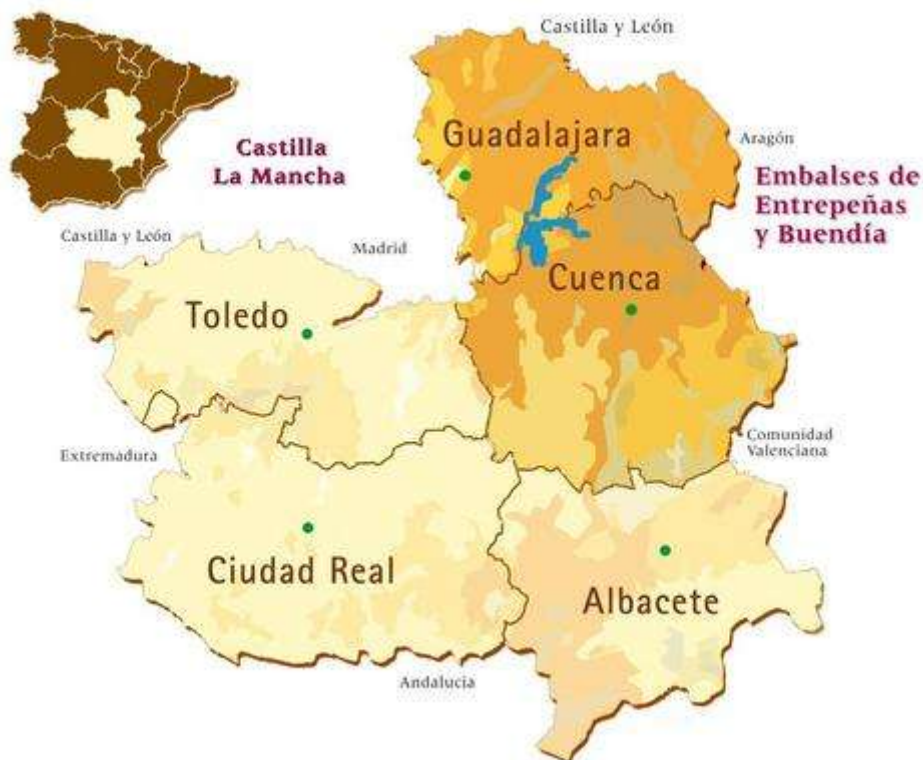 Castilla y León
Guadalajara
Castilla
La Mancha
Aragón
Embalses de
Entrepeñas
y Buendía
Castilla y León
Madrid
Cuenca
Toledo
Extremadura
Comunidad
Valenciana
Ciudad Real
Albacete
Andalucia